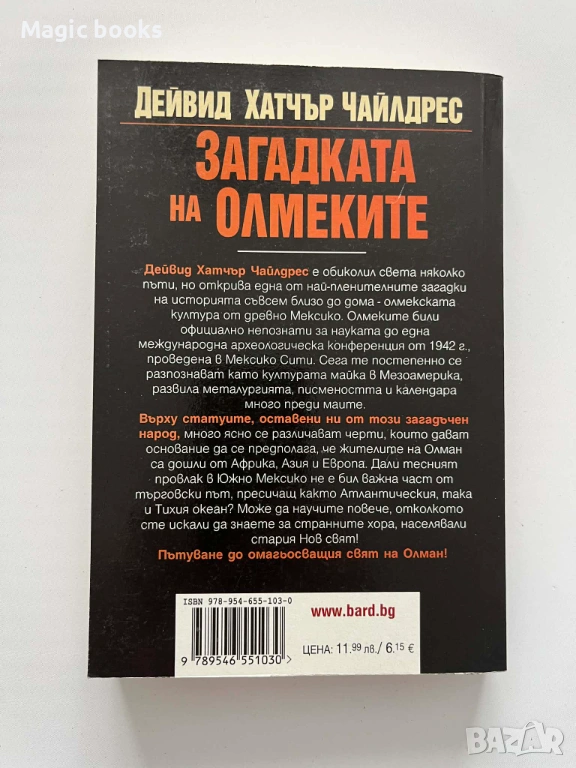 Magic books
ДЕЙВИД ХАТЧЪР ЧАЙЛДРЕС
ЗАГАДКАТА
НА ОЛМЕКИТЕ
Дейвид Хатчър Чайлдрес е обиколил света няколко
пъти, но открива една от най-пленителните загадки
на историята съвсем близо до дома - олмекската
култура от древно Мексико. Олмеките били
официално непознати за науката до една
международна археологическа конференция от 1942 г.,
проведена в Мексико Сити. Сега те постепенно се
разпознават като културата майка в Мезоамерика,
развила металургията, писмеността и календара
много преди маите.
Върху статуите, оставени ни от този загадъчен
народ, много ясно се различават черти, които дават
основание да се предполага, че жителите на Олман
са дошли от Африка, Азия и Европа. Дали тесният
провлак в Южно Мексико не е бил важна част от
търговски път, пресичащ както Атлантическия, така
и Тихия океан? Може да научите повече, отколкото
сте искали да знаете за странните хора, населявали
стария Нов свят!
Пътуване до омагьосващия свят на Олман!
ISBN 978-954-655-103-0
9 789546 551030
www.bard.bg
ЦЕНА: 11.99 лв./ 6.15 €
БАZАР